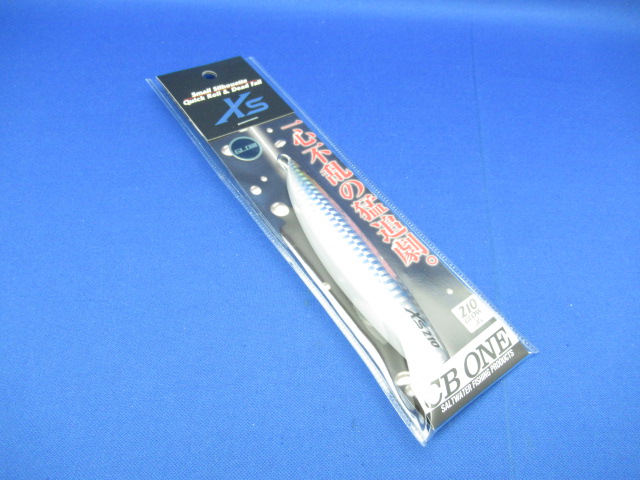 Small Silhouette
Quick Roll & Dead Fall
Xs
GLOW
一心不乱の猛追劇。
Xs210
210
CB ONE
SALTWATER FISHING PRODUCTS